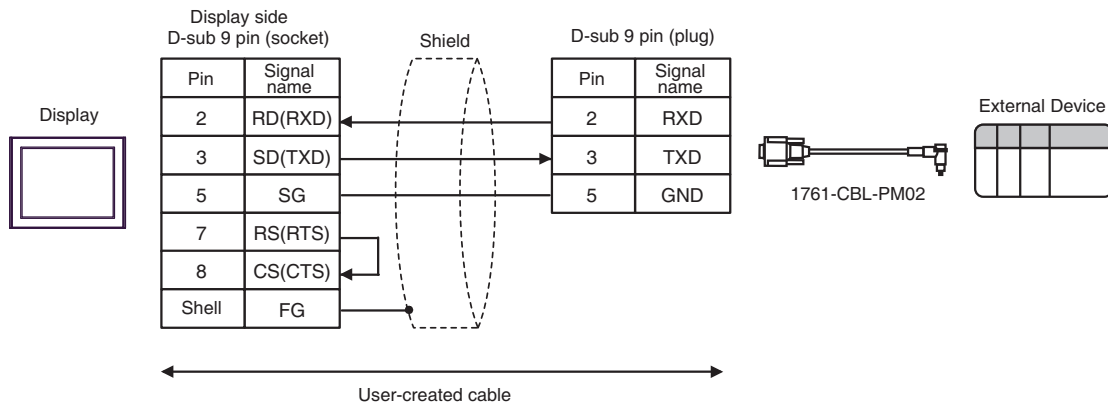 Display side
D-sub 9 pin (socket)
Shield
D-sub 9 pin (plug)
Pin
Signal name
Pin
Signal name
Display
2 RD(RXD)
2 RXD
External Device
3 SD(TXD)
3 TXD
5 SG
5 GND
1761-CBL-PM02
7 RS(RTS)
8 CS(CTS)
Shell FG
User-created cable